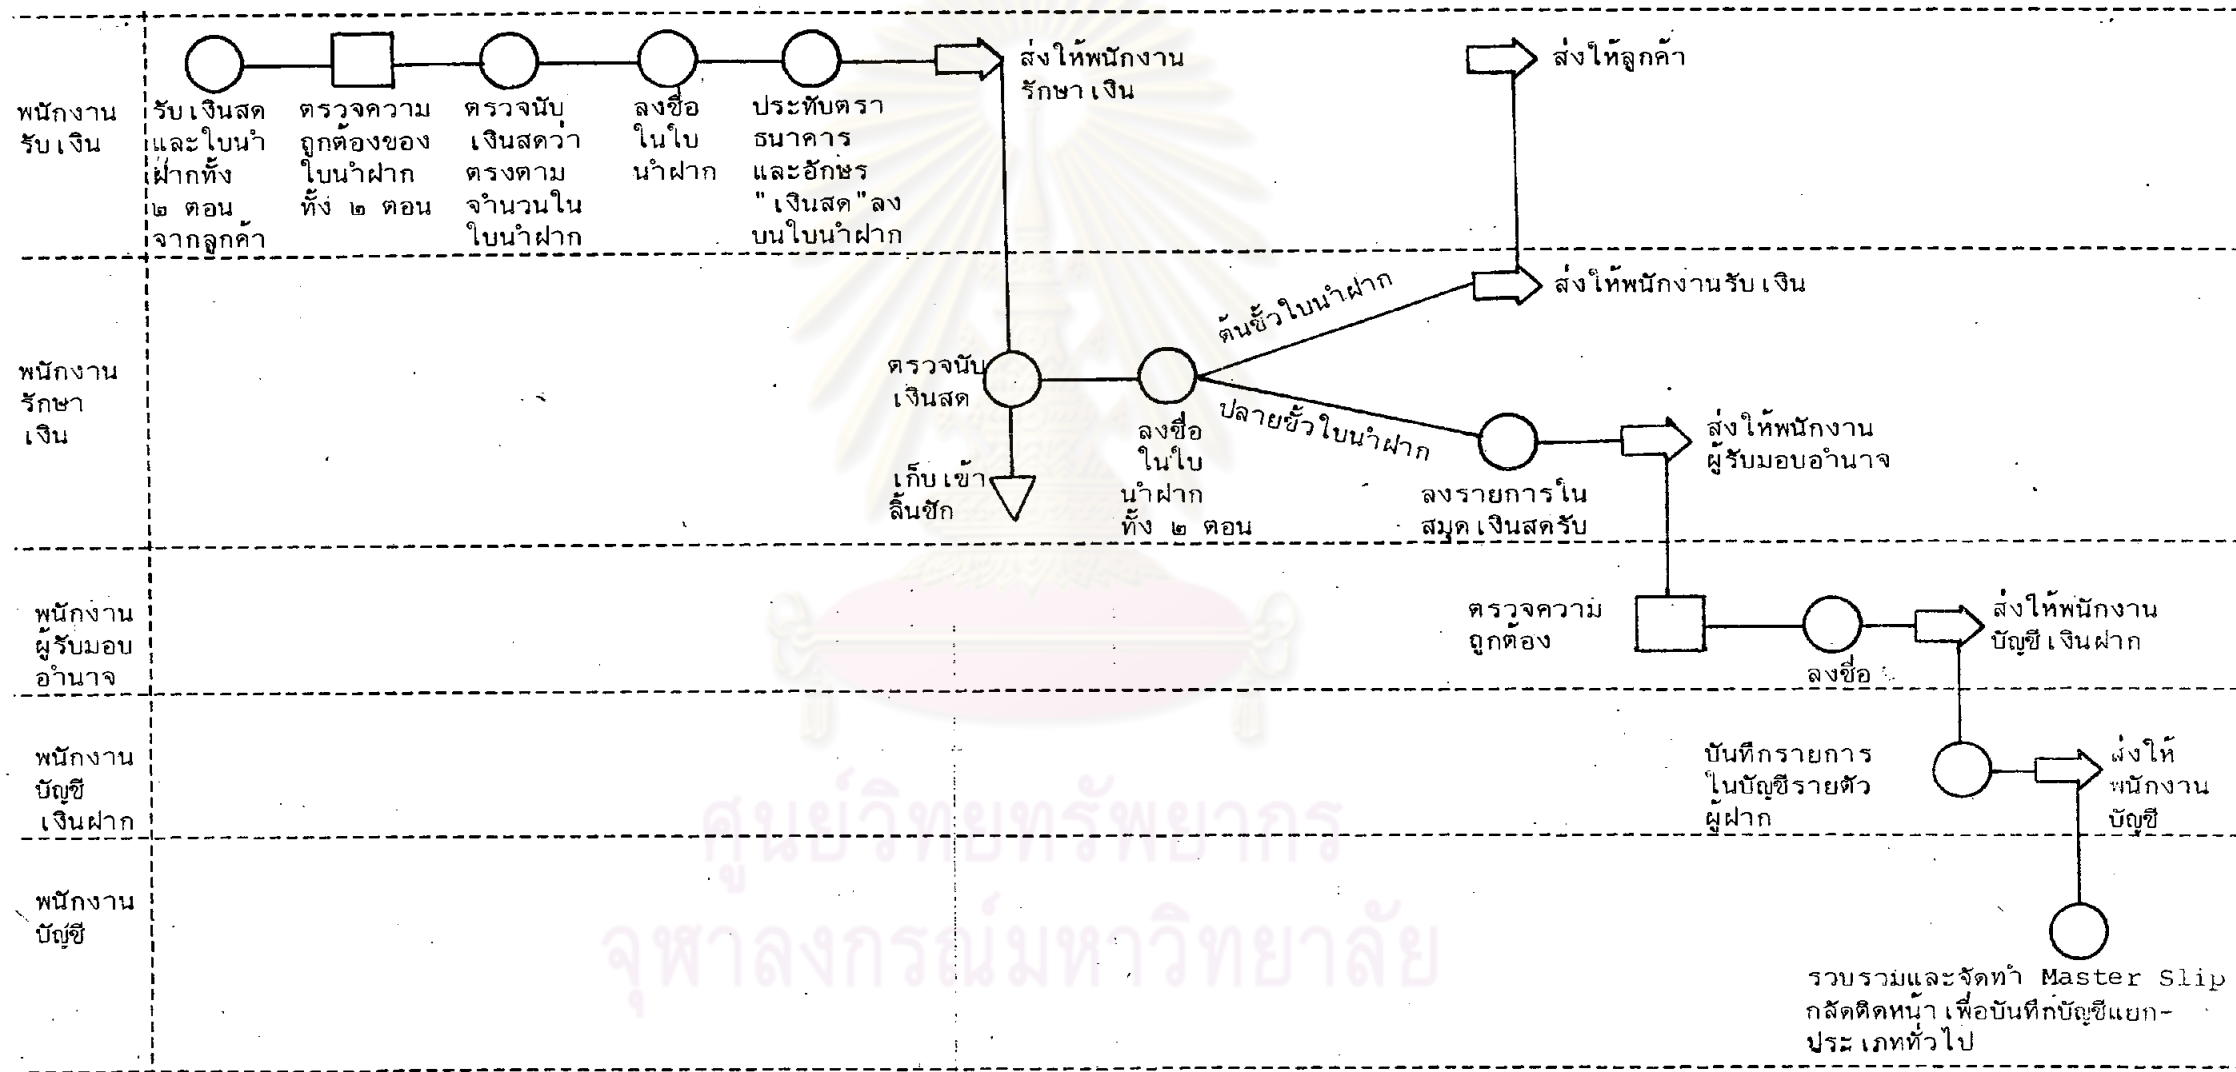 พนักงาน
รับเงิน
รับเงินสด
และใบนำ
ฝากทั้ง
๒ ตอน
จากลูกค้า
ตรวจความ
ถูกต้องของ
ใบนำฝาก
ทั้ง ๒ ตอน
ตรวจนับ
เงินสดว่า
ตรงตาม
จำนวนใน
ใบนำฝาก
ลงชื่อ
ในใบ
นำฝาก
ประทับตรา
ธนาคาร
และอักษร
"เงินสด"ลง
บนใบนำฝาก
ส่งให้พนักงาน
รักษาเงิน
ส่งให้ลูกค้า
พนักงาน
รักษา
เงิน
ตรวจนับ
เงินสด
เก็บเข้า
ลิ้นชัก
ลงชื่อ
ในใบ
นำฝาก
ทั้ง ๒ ตอน
ต้นขั้วใบนำฝาก
ส่งให้พนักงานรับเงิน
ปลายขั้วใบนำฝาก
ลงรายการใน
สมุดเงินสดรับ
ส่งให้พนักงาน
ผู้รับมอบอำนาจ
พนักงาน
ผู้รับมอบ
อำนาจ
ตรวจความ
ถูกต้อง
ลงชื่อ
ส่งให้พนักงาน
บัญชีเงินฝาก
พนักงาน
บัญชี
เงินฝาก
บันทึกรายการ
ในบัญชีรายตัว
ผู้ฝาก
ส่งให้
พนักงาน
บัญชี
พนักงาน
บัญชี
รวบรวมและจัดทำ Master Slip
กลัดติดหน้าเพื่อบันทึกบัญชีแยก-
ประเภททั่วไป
ศูนย์วิทยทรัพยากร
จุฬาลงกรณ์มหาวิทยาลัย